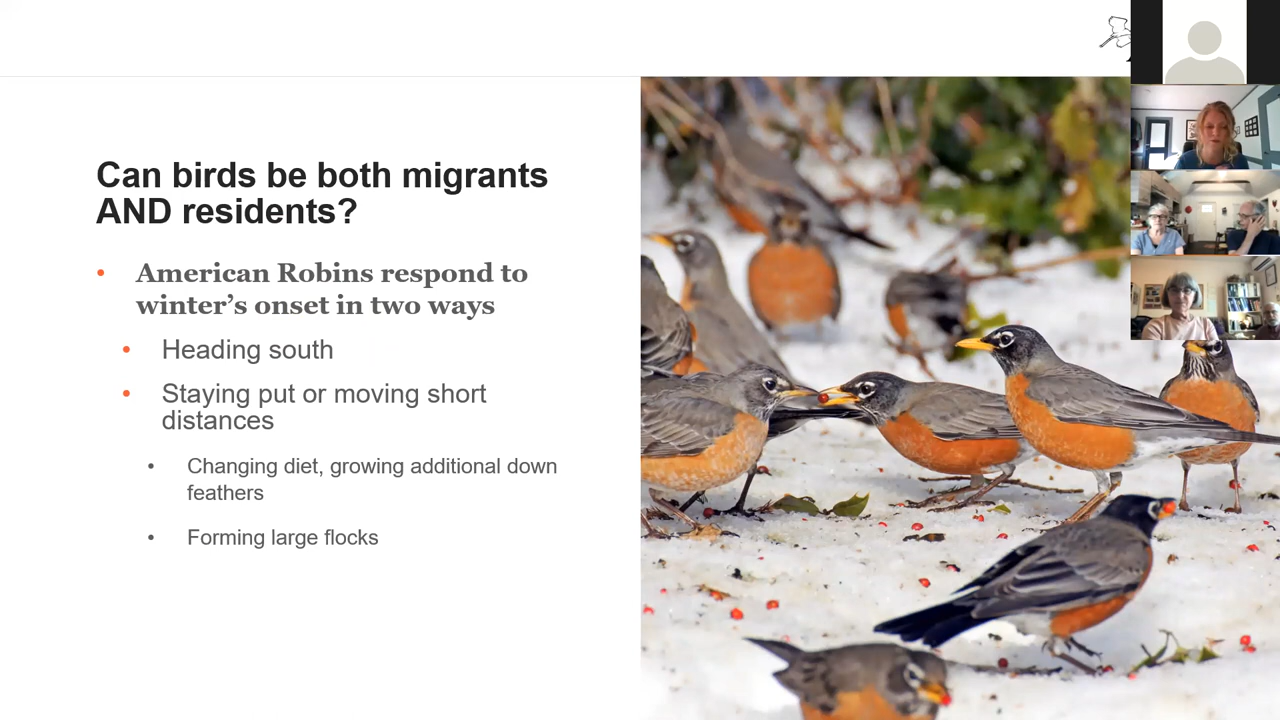 Can birds be both migrants
AND residents?
• American Robins respond to
winter’s onset in two ways
• Heading south
• Staying put or moving short
distances
• Changing diet, growing additional down
feathers
• Forming large flocks